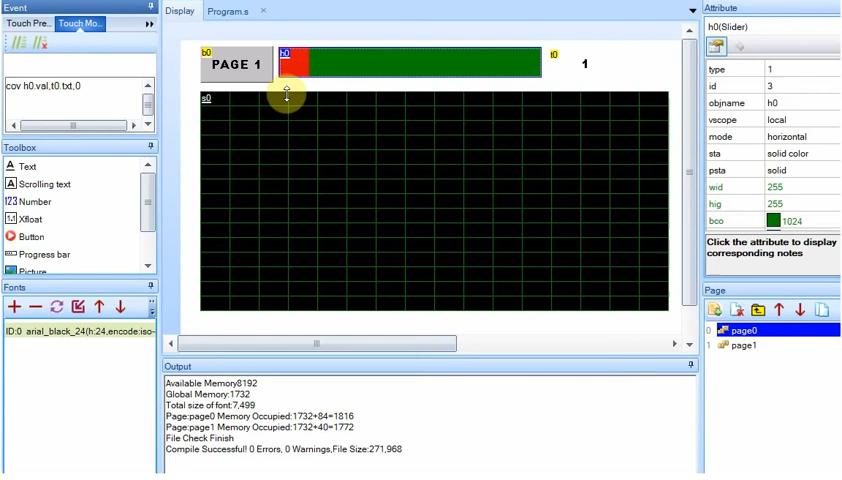 Event
Touch Pre...
Touch Mo...
cov h0.val,t0.txt,0
Toolbox
Text
Scrolling text
Number
Xfloat
Button
Progress bar
Picture
Fonts
ID:0 arial_black_24(h:24,encode:iso-
Display
Program.s
b0
PAGE 1
h0
t0
1
s0
Output
Available Memory8192
Global Memory:1732
Total size of font:7,499
Page:page0 Memory Occupied:1732+84=1816
Page:page1 Memory Occupied:1732+40=1772
File Check Finish
Compile Successful! 0 Errors, 0 Warnings,File Size:271,968
Attribute
h0(Slider)
type 1
id 3
objname h0
vscope local
mode horizontal
sta solid color
psta solid
wid 255
hig 255
bco 1024
Click the attribute to display
corresponding notes
Page
0 page0
1 page1